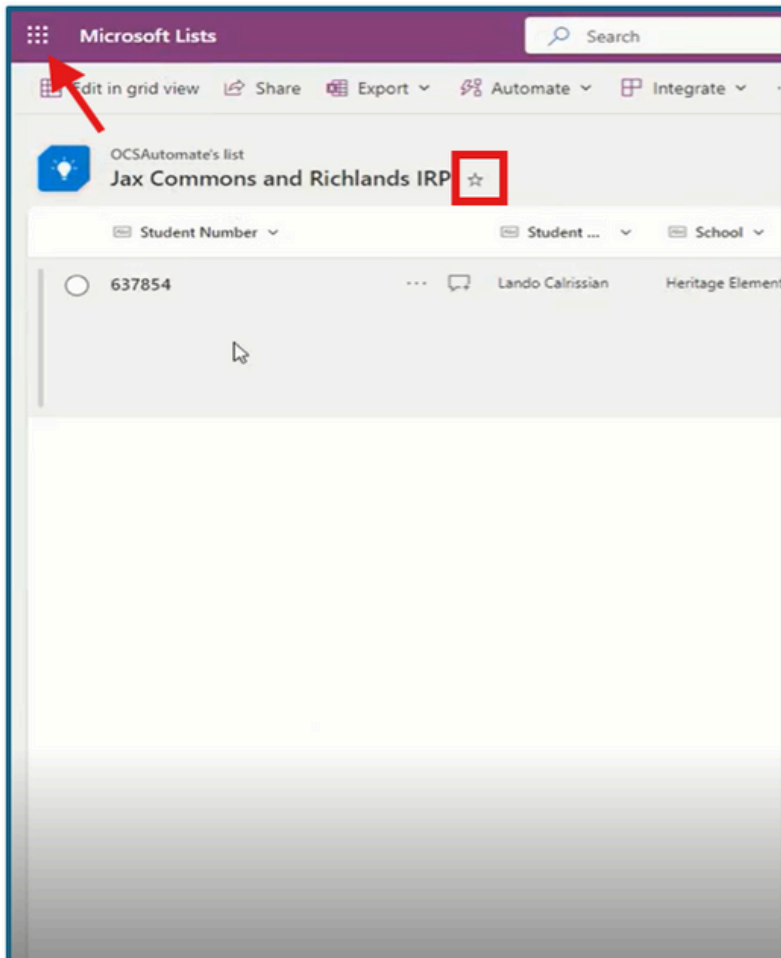 Microsoft Lists Search
Edit in grid view Share Export Automate Integrate
OCSAutomate's list
Jax Commons and Richlands IRP
Student Number Student ... School
637854 ... Lando Calrissian Heritage Element